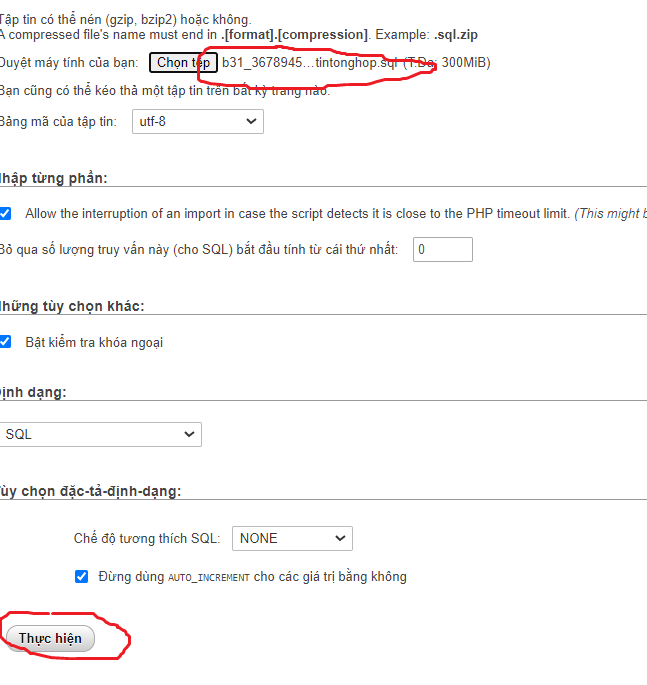 Tập tin có thể nén (gzip, bzip2) hoặc không.
A compressed file's name must end in .[format].[compression]. Example: .sql.zip
Duyệt máy tính của bạn: Chọn tệp b31_3678945...tintonghop.sql (T.Đa: 300MiB)
Bạn cũng có thể kéo thả một tập tin trên bất kỳ trang nào.
Bảng mã của tập tin: utf-8
Nhập từng phần:
Allow the interruption of an import in case the script detects it is close to the PHP timeout limit. (This might b
Bỏ qua số lượng truy vấn này (cho SQL) bắt đầu tính từ cái thứ nhất: 0
Những tùy chọn khác:
Bật kiểm tra khóa ngoại
Định dạng:
SQL
Tùy chọn đặc-tả-định-dạng:
Chế độ tương thích SQL: NONE
Đừng dùng AUTO_INCREMENT cho các giá trị bằng không
Thực hiện